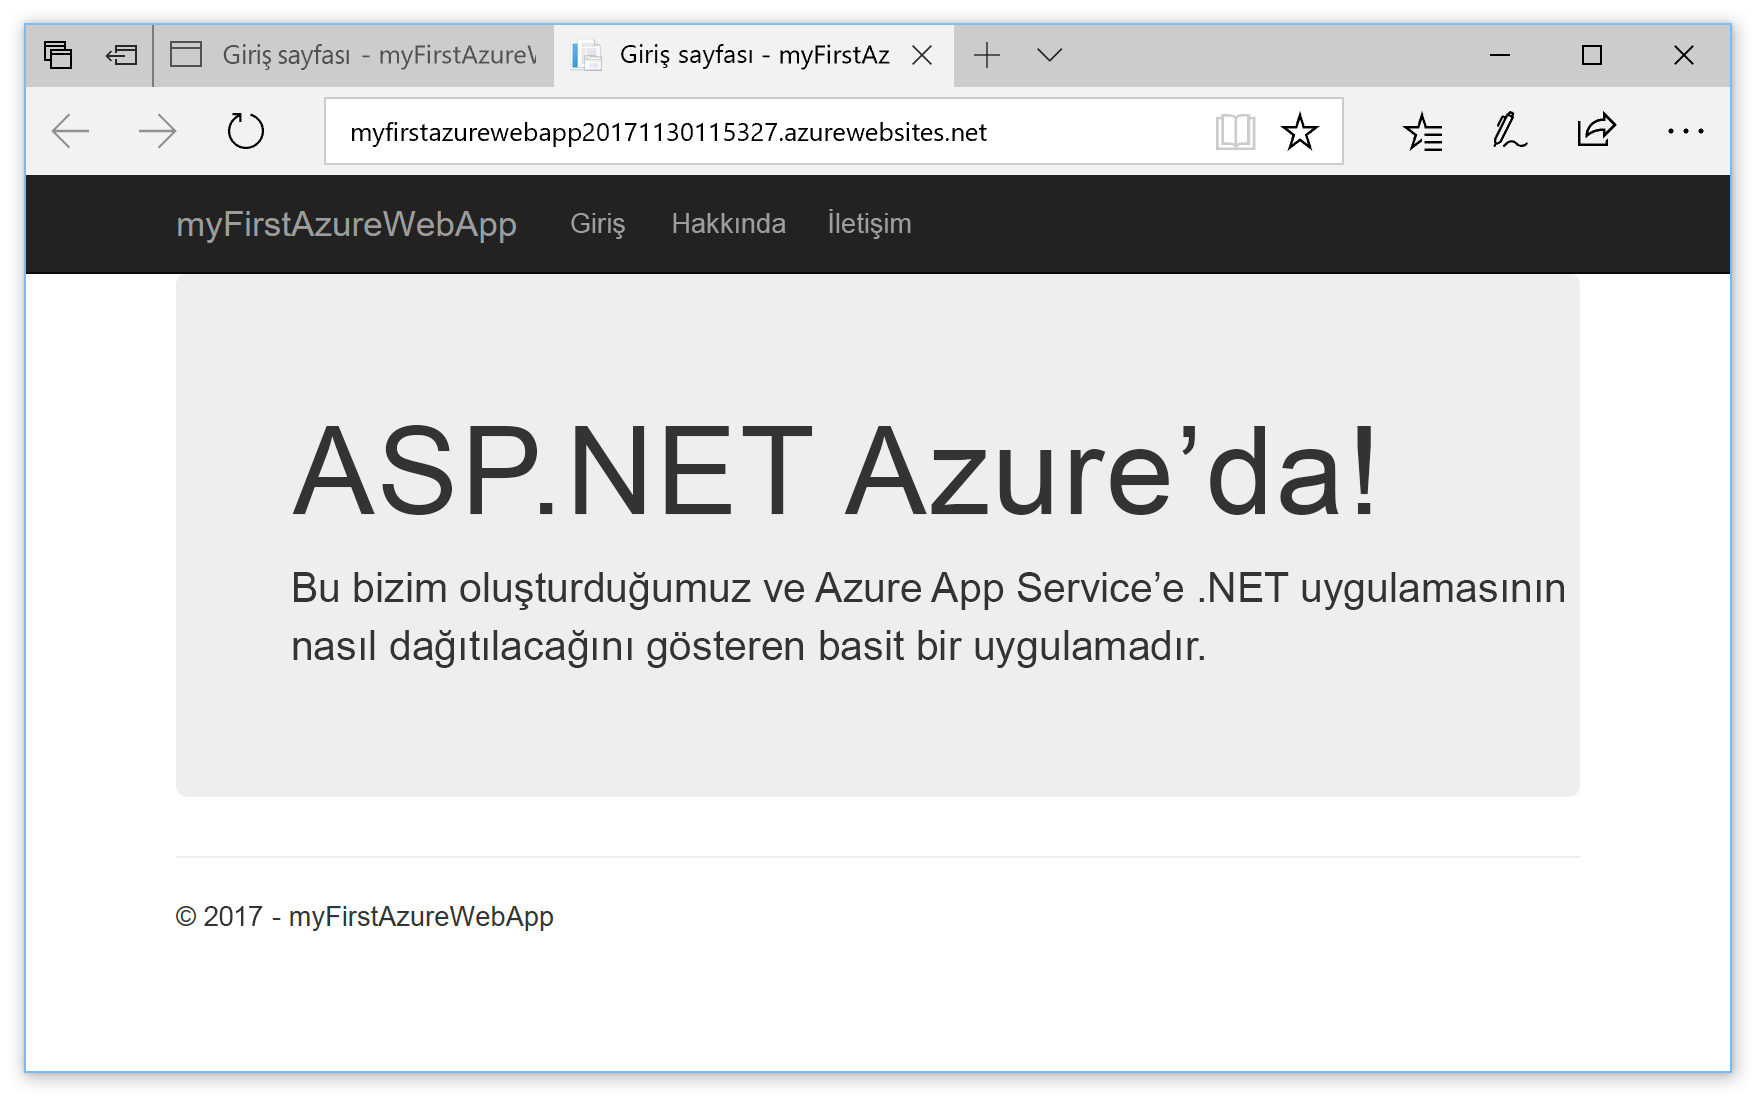 Giriş sayfası - myFirstAzureW
Giriş sayfası - myFirstAz
myfirstazurewebapp20171130115327.azurewebsites.net
myFirstAzureWebApp Giriş Hakkında İletişim
ASP.NET Azure’da!
Bu bizim oluşturduğumuz ve Azure App Service’e .NET uygulamasının
nasıl dağıtılacağını gösteren basit bir uygulamadır.
© 2017 - myFirstAzureWebApp